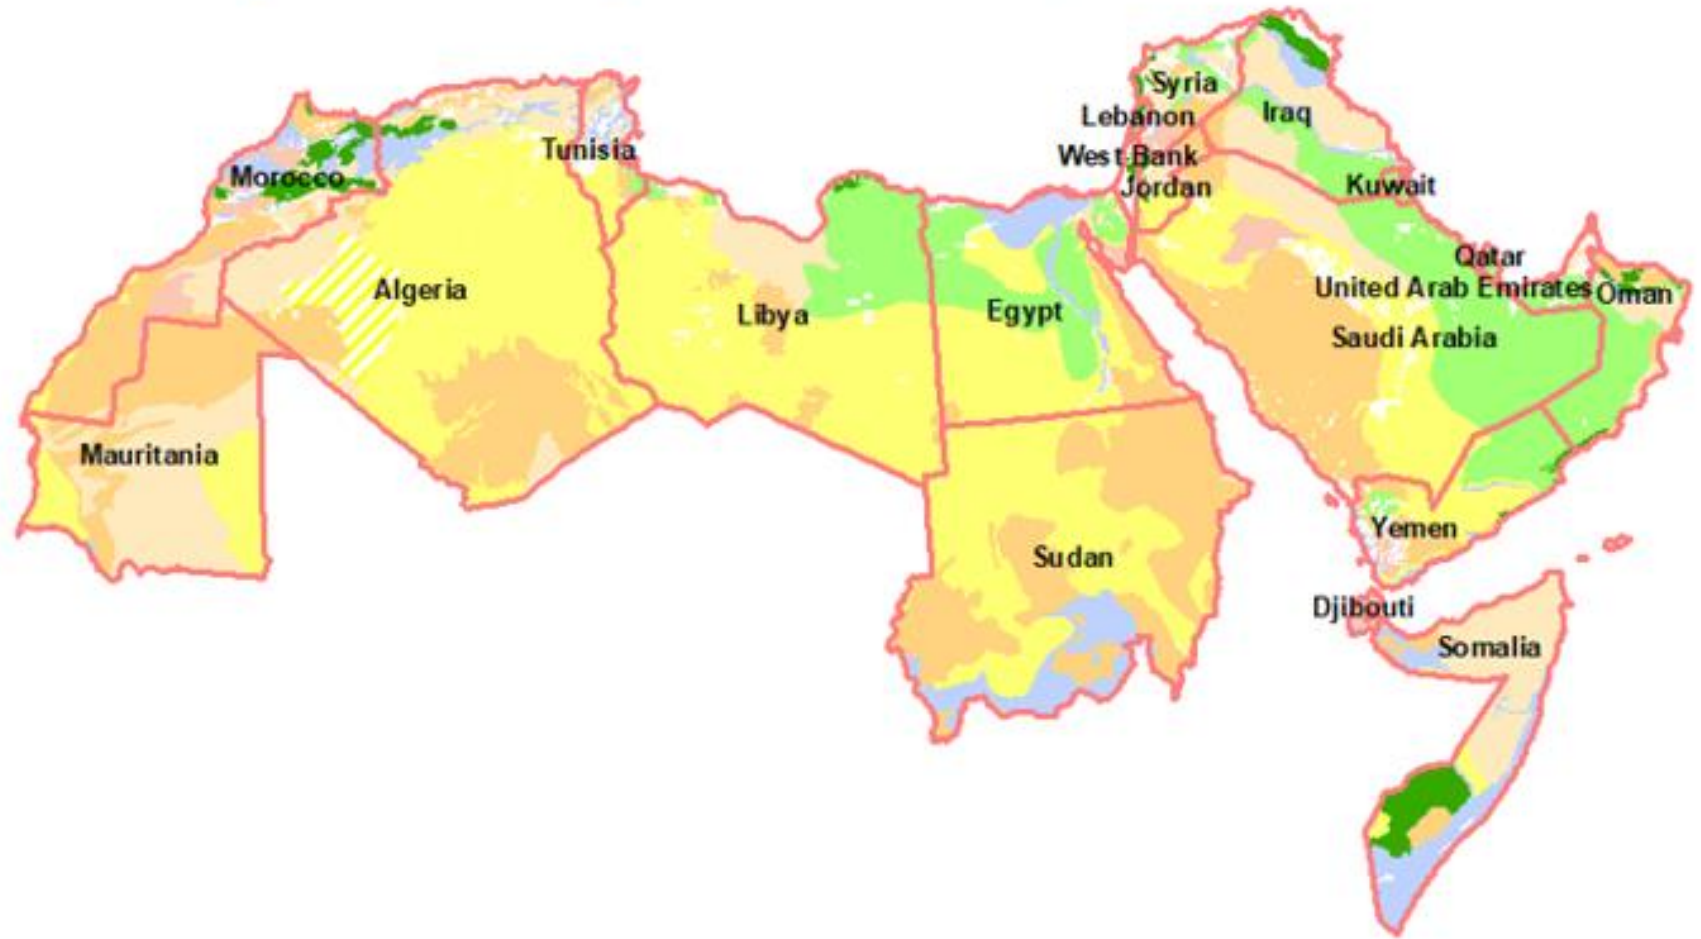 Syria
Lebanon
Iraq
Tunisia
West Bank
Morocco
Jordan
Kuwait
Qatar
Algeria
United Arab Emirates
Oman
Libya
Egypt
Saudi Arabia
Mauritania
Yemen
Sudan
Djibouti
Somalia